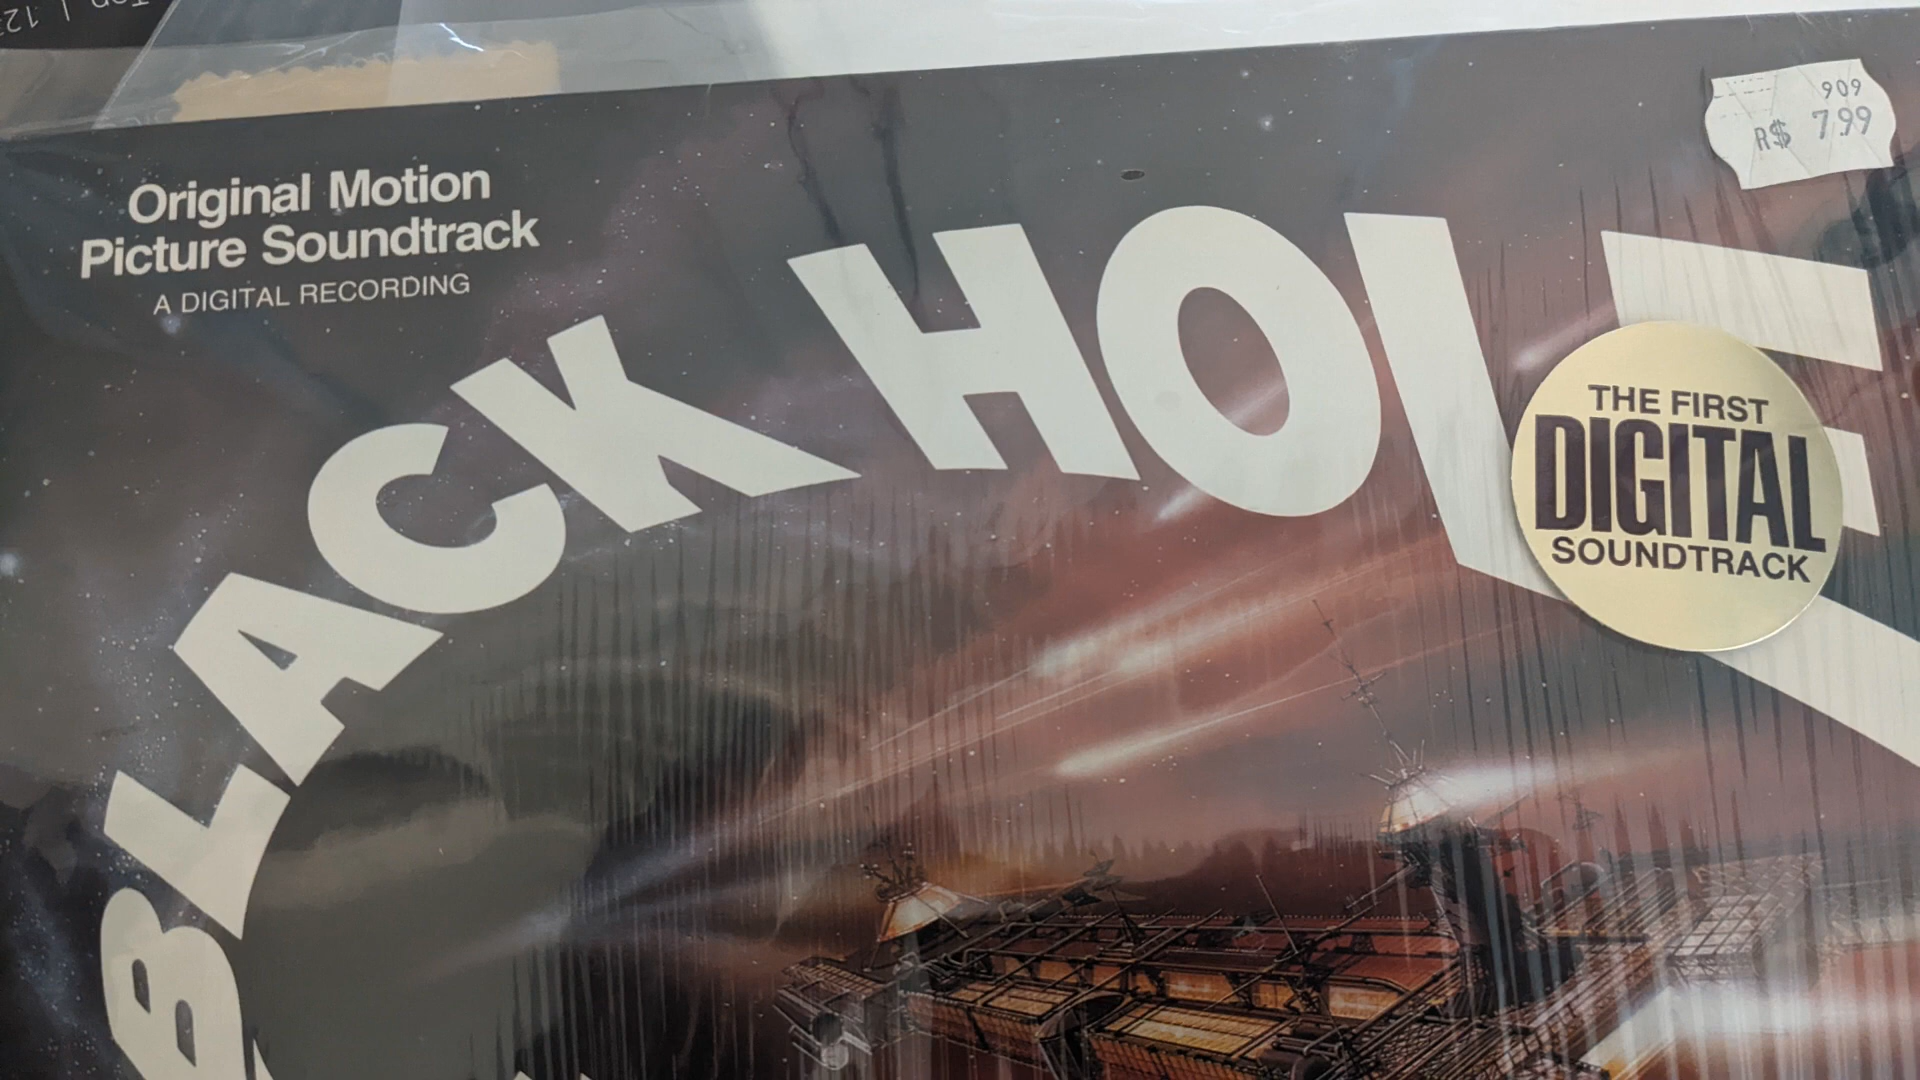 Original Motion
Picture Soundtrack
A DIGITAL RECORDING
BLACK HOLE
909
R$ 7.99
THE FIRST
DIGITAL
SOUNDTRACK